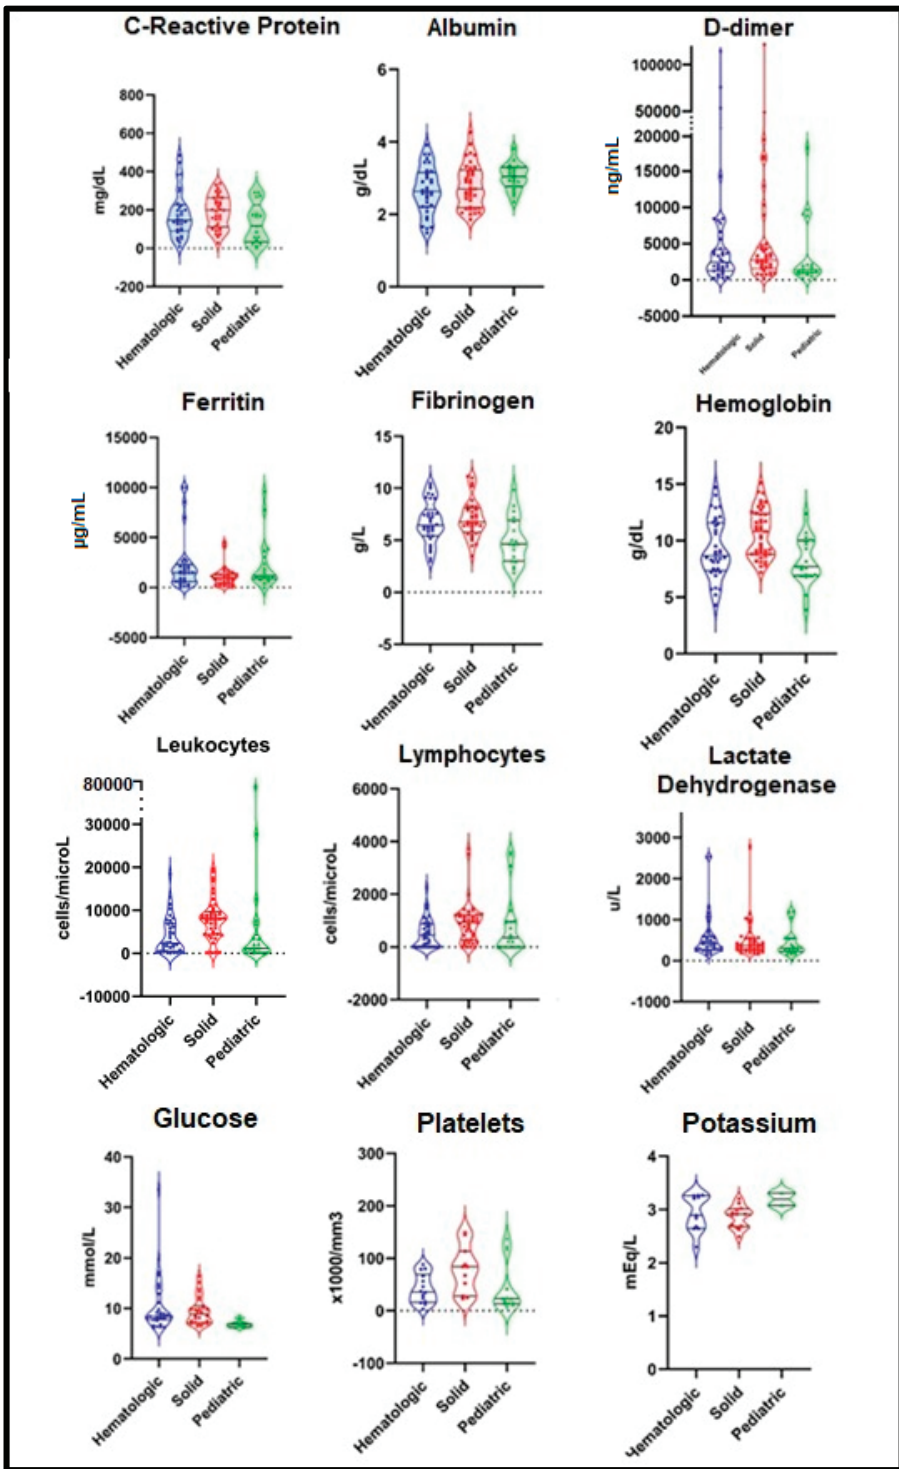 C-Reactive Protein
800
600
400
200
0
-200
mg/dL
Hematologic
Solid
Pediatric
Albumin
6
4
2
0
g/dL
Hematologic
Solid
Pediatric
D-dimer
100000
50000
20000
10000
5000
0
-5000
ng/mL
Hematologic
Solid
Pediatric
Ferritin
15000
10000
5000
0
-5000
µg/mL
Hematologic
Solid
Pediatric
Fibrinogen
15
10
5
0
-5
g/L
Hematologic
Solid
Pediatric
Hemoglobin
20
15
10
5
0
g/dL
Hematologic
Solid
Pediatric
Leukocytes
80000
30000
20000
10000
0
-10000
cells/microL
Hematologic
Solid
Pediatric
Lymphocytes
6000
4000
2000
0
-2000
cells/microL
Hematologic
Solid
Pediatric
Lactate
Dehydrogenase
3000
2000
1000
0
-1000
u/L
Hematologic
Solid
Pediatric
Glucose
40
30
20
10
0
mmol/L
Hematologic
Solid
Pediatric
Platelets
300
200
100
0
-100
x1000/mm3
Hematologic
Solid
Pediatric
Potassium
4
3
2
1
0
mEq/L
Hematologic
Solid
Pediatric